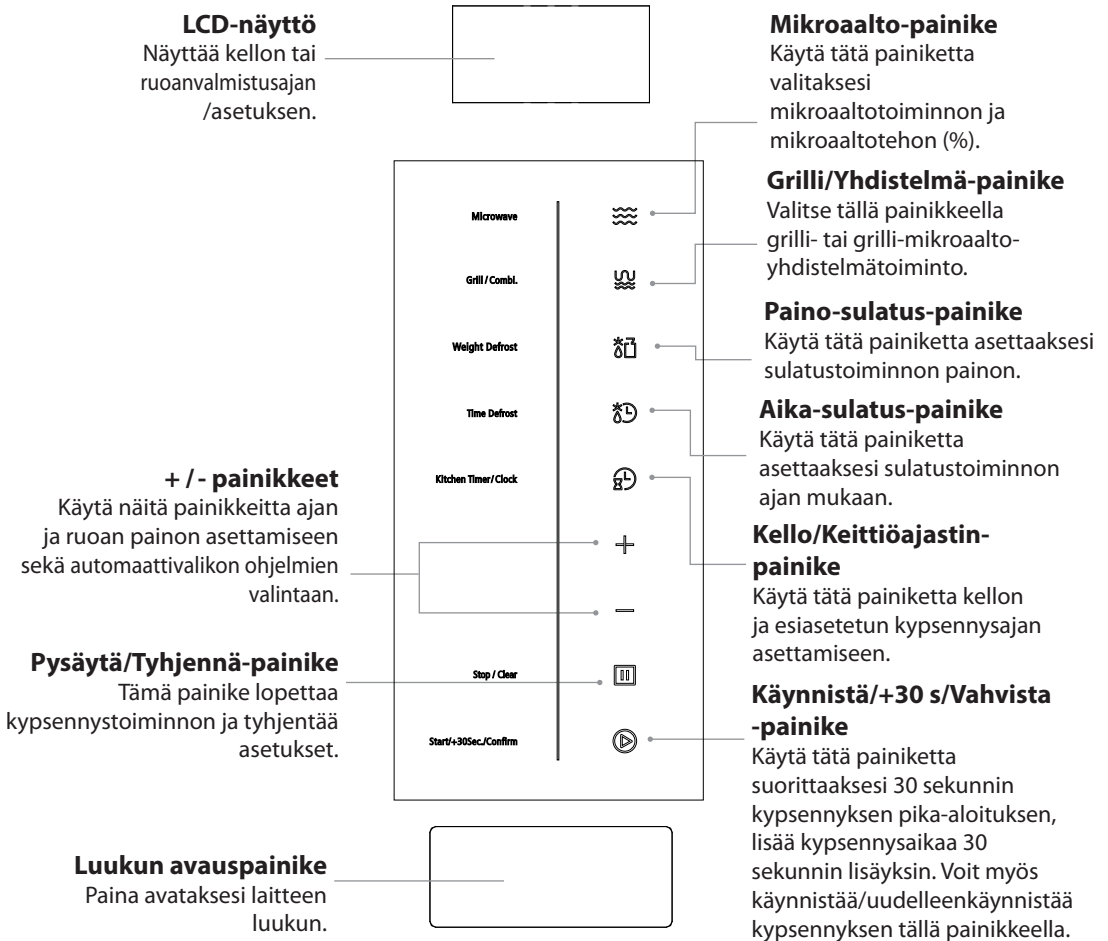 LCD-näyttö
Näyttää kellon tai
ruoanvalmistusajan
/asetuksen.
Mikroaalto-painike
Käytä tätä painiketta
valitaksesi
mikroaaltotoiminnon ja
mikroaaltotehon (%).
Grilli/Yhdistelmä-painike
Valitse tällä painikkeella
grilli- tai grilli-mikroaalto-
yhdistelmätoiminto.
Paino-sulatus-painike
Käytä tätä painiketta asettaaksesi
sulatustoiminnon painon.
Aika-sulatus-painike
Käytä tätä painiketta
asettaaksesi sulatustoiminnon
ajan mukaan.
Kello/Keittiöajastin-
painike
Käytä tätä painiketta kellon
ja esiasetetun kypsennysajan
asettamiseen.
Käynnistä/+30 s/Vahvista
-painike
Käytä tätä painiketta
suorittaaksesi 30 sekunnin
kypsennyksen pika-aloituksen,
lisää kypsennysaikaa 30
sekunnin lisäyksin. Voit myös
käynnistää/uudelleenkäynnistää
kypsennyksen tällä painikkeella.
Microwave
Grill / Combi.
Weight Defrost
Time Defrost
Kitchen Timer/Clock
+
-
Stop / Clear
Start/+30Sec./Confirm
+ / - painikkeet
Käytä näitä painikkeitta ajan
ja ruoan painon asettamiseen
sekä automaattivalikon ohjelmien
valintaan.
Pysäytä/Tyhjennä-painike
Tämä painike lopettaa
kypsennystoiminnon ja tyhjentää
asetukset.
Luukun avauspainike
Paina avataksesi laitteen
luukun.